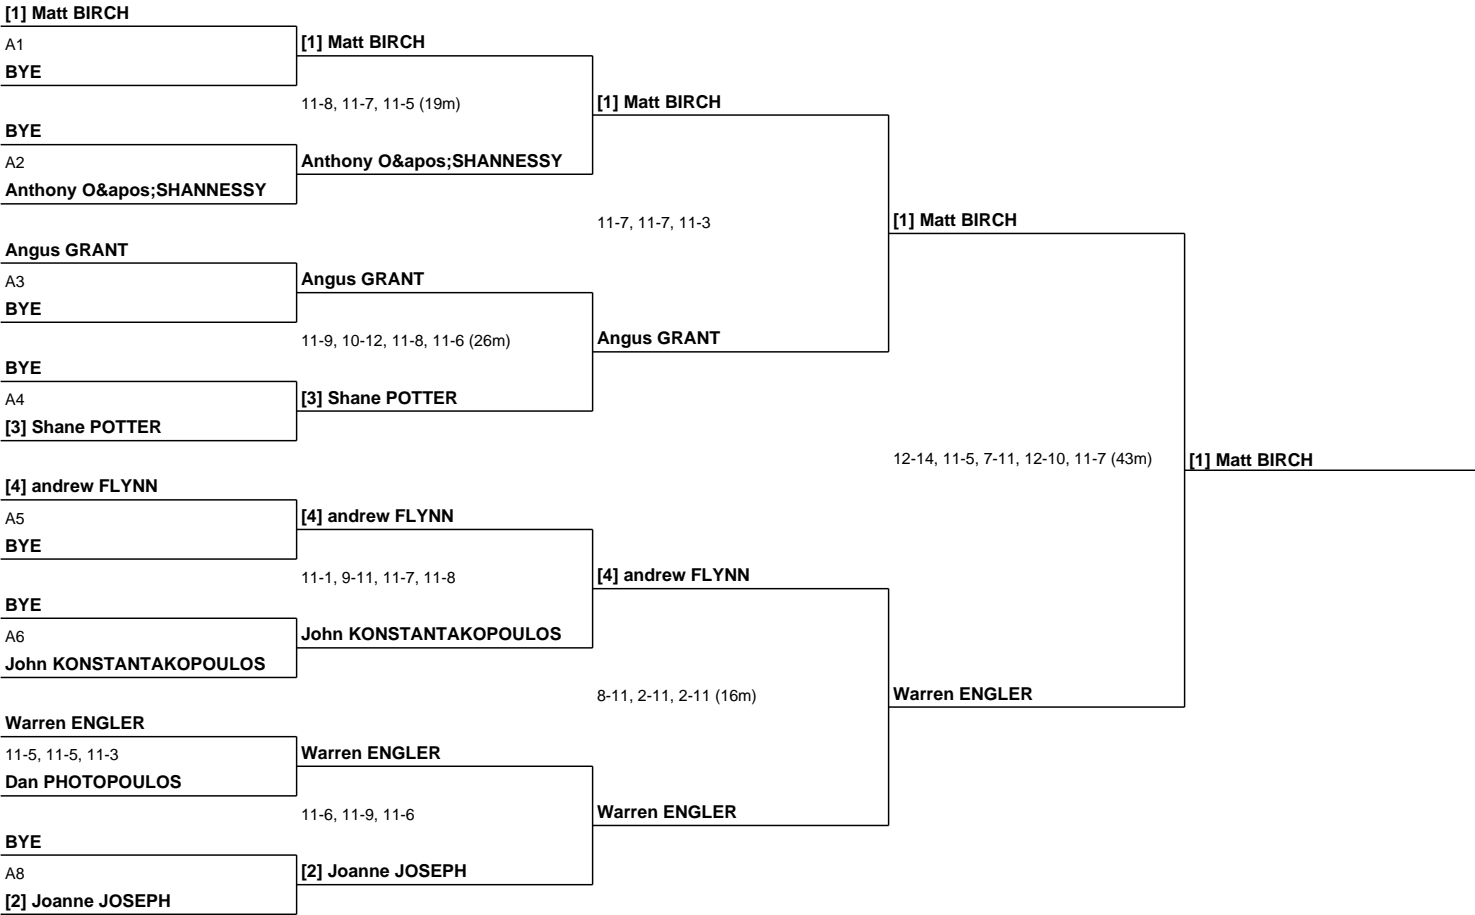 [1] Matt BIRCH
A1
BYE
BYE
A2
Anthony O&apos;SHANNESSY
Angus GRANT
A3
BYE
BYE
A4
[3] Shane POTTER
[4] andrew FLYNN
A5
BYE
BYE
A6
John KONSTANTAKOPOULOS
Warren ENGLER
11-5, 11-5, 11-3
Dan PHOTOPOULOS
BYE
A8
[2] Joanne JOSEPH
[1] Matt BIRCH
11-8, 11-7, 11-5 (19m)
Anthony O&apos;SHANNESSY
Angus GRANT
11-9, 10-12, 11-8, 11-6 (26m)
[3] Shane POTTER
[4] andrew FLYNN
11-1, 9-11, 11-7, 11-8
John KONSTANTAKOPOULOS
Warren ENGLER
11-6, 11-9, 11-6
[2] Joanne JOSEPH
[1] Matt BIRCH
11-7, 11-7, 11-3
Angus GRANT
[4] andrew FLYNN
8-11, 2-11, 2-11 (16m)
Warren ENGLER
[1] Matt BIRCH
12-14, 11-5, 7-11, 12-10, 11-7 (43m)
Warren ENGLER
[1] Matt BIRCH